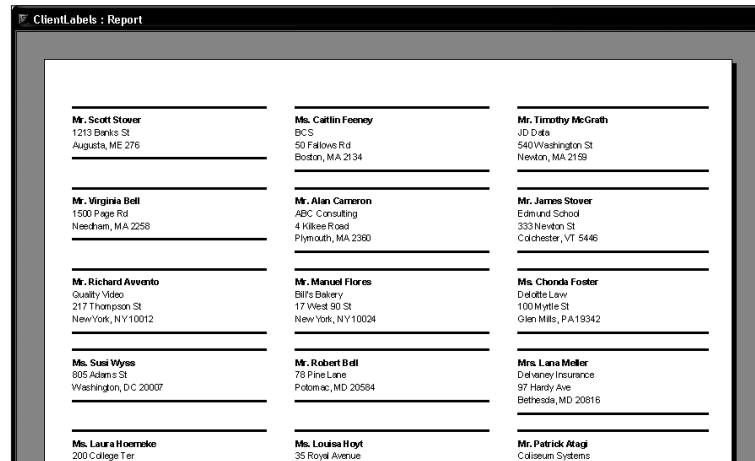 ClientLabels : Report
Mr. Scott Stover
1213 Banks St
Augusta, ME 276
Ms. Caitlin Feeney
BCS
50 Fallows Rd
Boston, MA 2134
Mr. Timothy McGrath
JD Data
540 Washington St
Newton, MA 2159
Mr. Virginia Bell
1500 Page Rd
Needham, MA 2258
Mr. Alan Cameron
ABC Consulting
4 Kilkee Road
Plymouth, MA 2360
Mr. James Stover
Edmund School
333 Newton St
Colchester, VT 5446
Mr. Richard Avvento
Quality Video
217 Thompson St
New York, NY 10012
Mr. Manuel Flores
Bill's Bakery
17 West 90 St
New York, NY 10024
Ms. Chonda Foster
Deloitte Law
100 Myrtle St
Glen Mills, PA 19342
Ms. Susi Wyss
805 Adams St
Washington, DC 20007
Mr. Robert Bell
78 Pine Lane
Potomac, MD 20584
Mrs. Lana Meller
Delvaney Insurance
97 Hardy Ave
Bethesda, MD 20816
Ms. Laura Hoerneke
200 College Ter
Ms. Louisa Hoyt
35 Royal Avenue
Mr. Patrick Atagi
Coliseum Systems